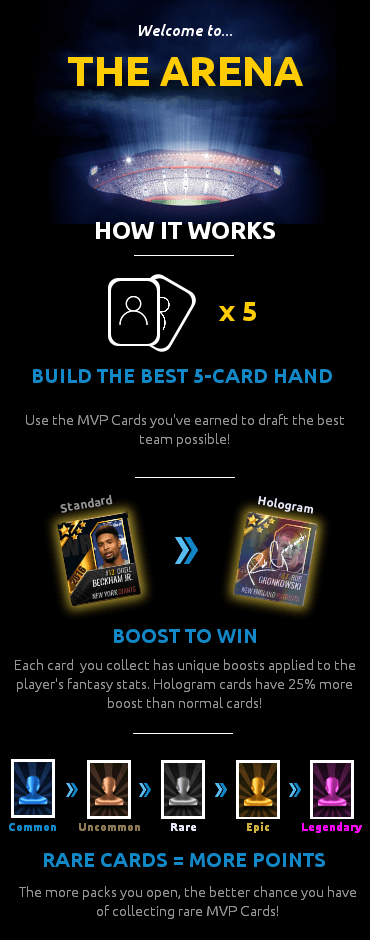 Welcome to...
THE ARENA
HOW IT WORKS
x 5
BUILD THE BEST 5-CARD HAND
Use the MVP Cards you've earned to draft the best
team possible!
Standard
Hologram
2016
#13 ODELL
BECKHAM JR.
NEW YORK GIANTS
#87 ROB
GRONKOWSKI
NEW ENGLAND PATRIOTS
BOOST TO WIN
Each card you collect has unique boosts applied to the
player's fantasy stats. Hologram cards have 25% more
boost than normal cards!
Common
Uncommon
Rare
Epic
Legendary
RARE CARDS = MORE POINTS
The more packs you open, the better chance you have
of collecting rare MVP Cards!